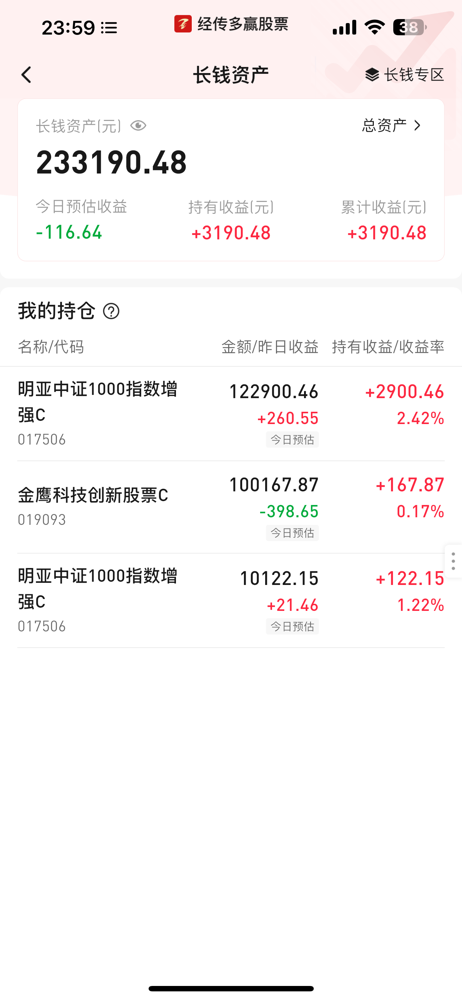 23:59
经传多赢股票
38
长钱资产
长钱专区
长钱资产(元)
总资产
233190.48
今日预估收益 持有收益(元) 累计收益(元)
-116.64 +3190.48 +3190.48
我的持仓
名称/代码 金额/昨日收益 持有收益/收益率
明亚中证1000指数增
强C
017506
122900.46 +2900.46
+260.55 2.42%
今日预估
金鹰科技创新股票C
019093
100167.87 +167.87
-398.65 0.17%
今日预估
明亚中证1000指数增
强C
017506
10122.15 +122.15
+21.46 1.22%
今日预估